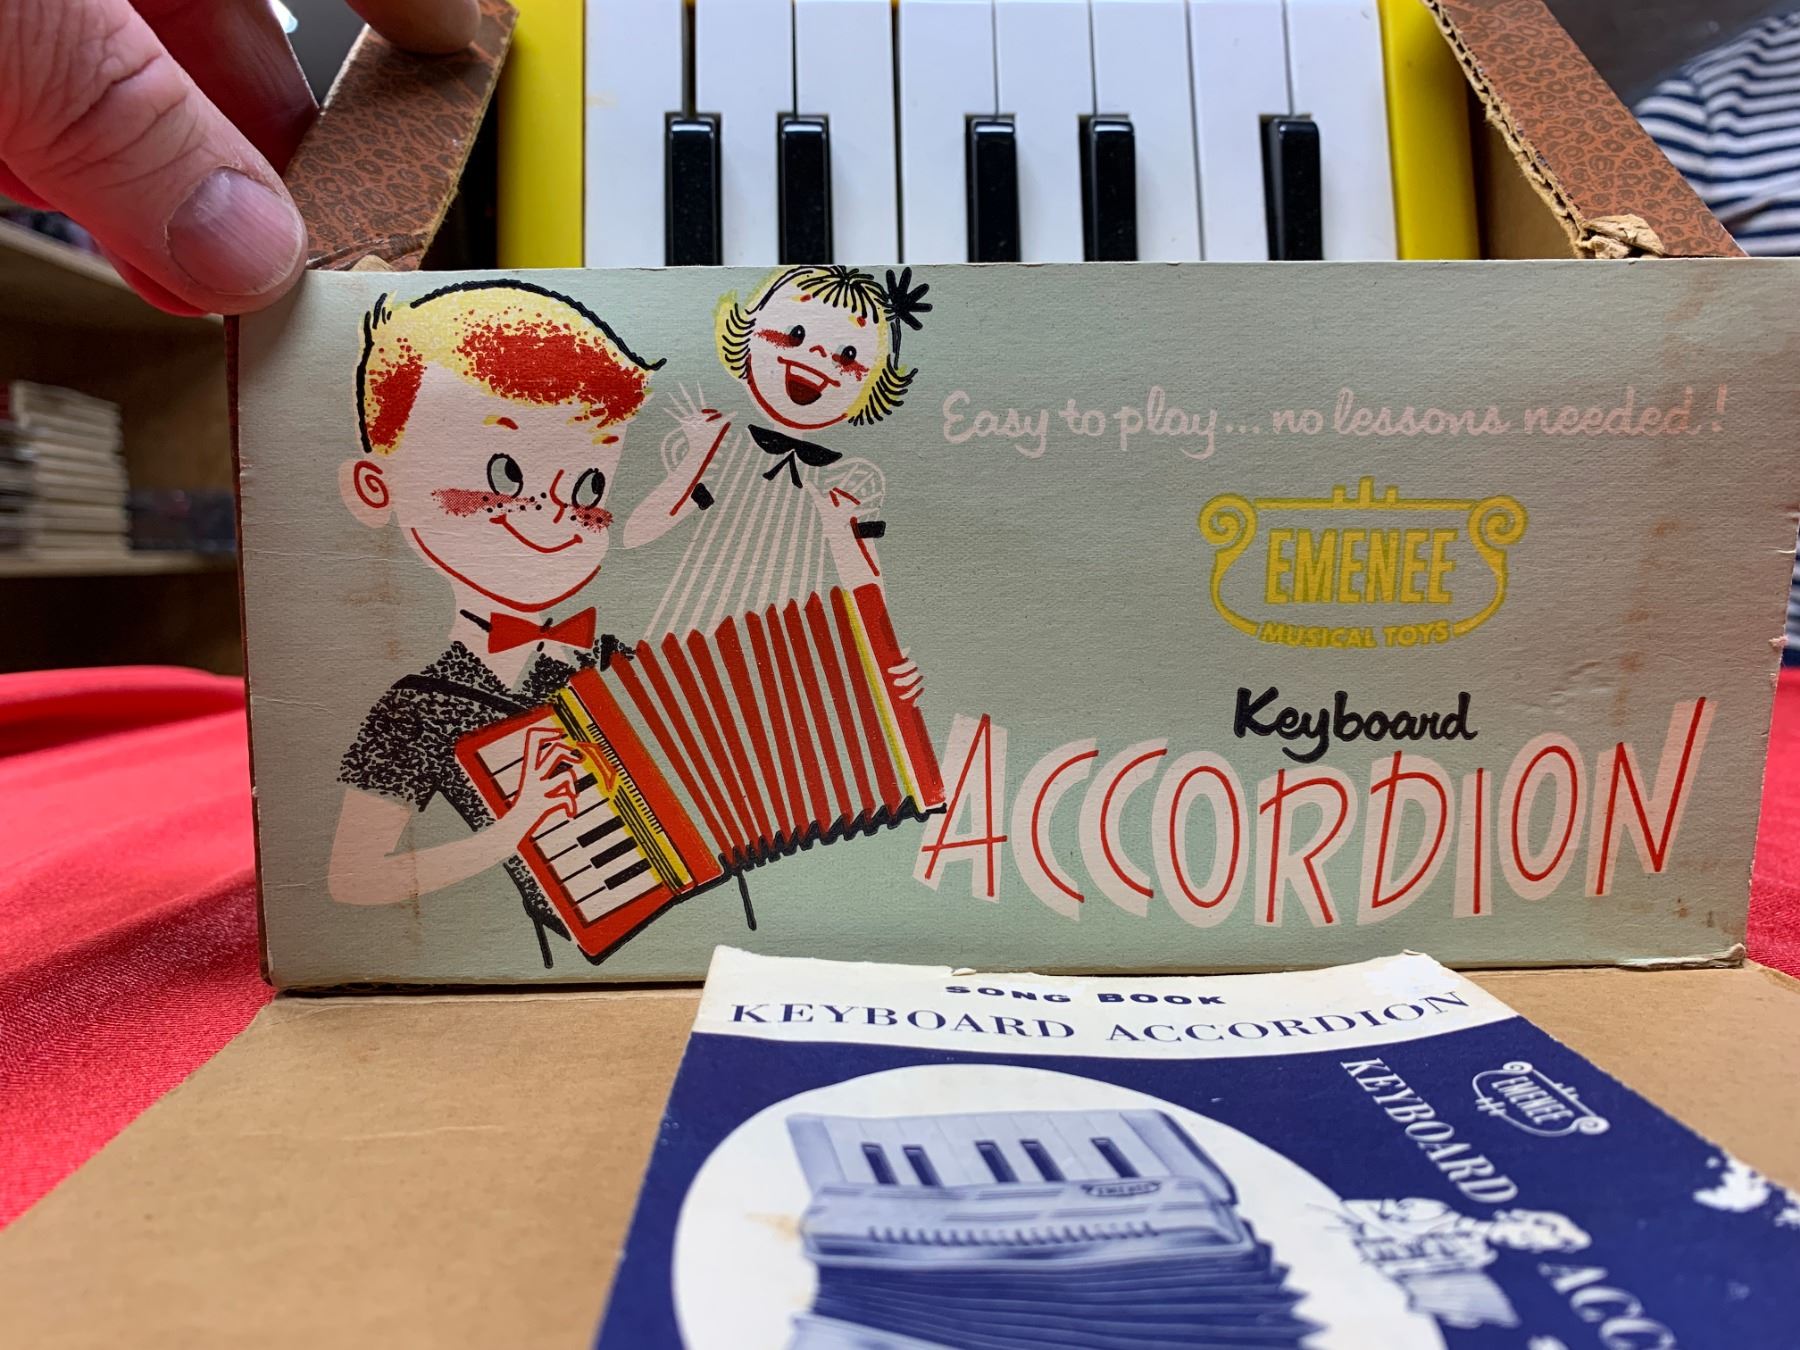 Easy to play... no lessons needed.!
EMENEE
MUSICAL TOYS
Keyboard
ACCORDION
SONG BOOK
KEYBOARD ACCORDION
EMENEE
KEYBOARD
EMENEE